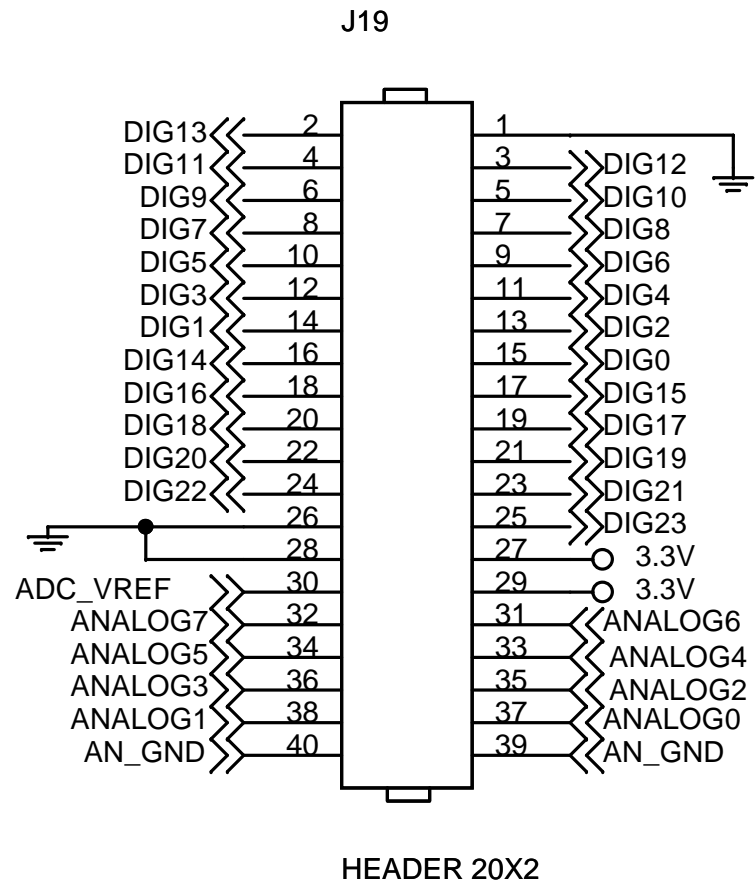 J19
DIG13 2 1
DIG11 4 3 DIG12
DIG9 6 5 DIG10
DIG7 8 7 DIG8
DIG5 10 9 DIG6
DIG3 12 11 DIG4
DIG1 14 13 DIG2
DIG14 16 15 DIG0
DIG16 18 17 DIG15
DIG18 20 19 DIG17
DIG20 22 21 DIG19
DIG22 24 23 DIG21
26 25 DIG23
28 27 3.3V
ADC_VREF 30 29 3.3V
ANALOG7 32 31 ANALOG6
ANALOG5 34 33 ANALOG4
ANALOG3 36 35 ANALOG2
ANALOG1 38 37 ANALOG0
AN_GND 40 39 AN_GND
HEADER 20X2